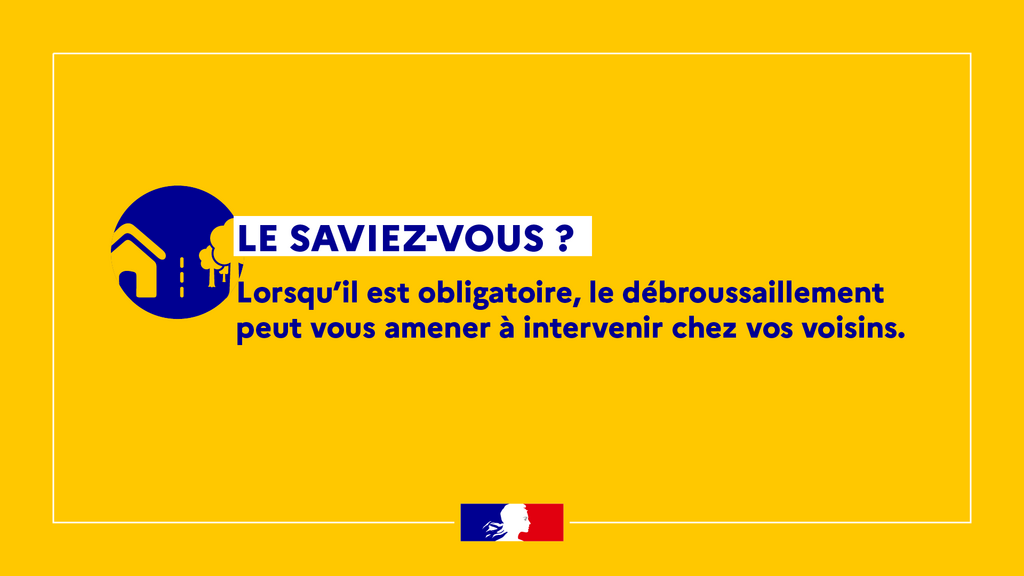 LE SAVIEZ-VOUS ?
Lorsqu’il est obligatoire, le débroussaillement
peut vous amener à intervenir chez vos voisins.